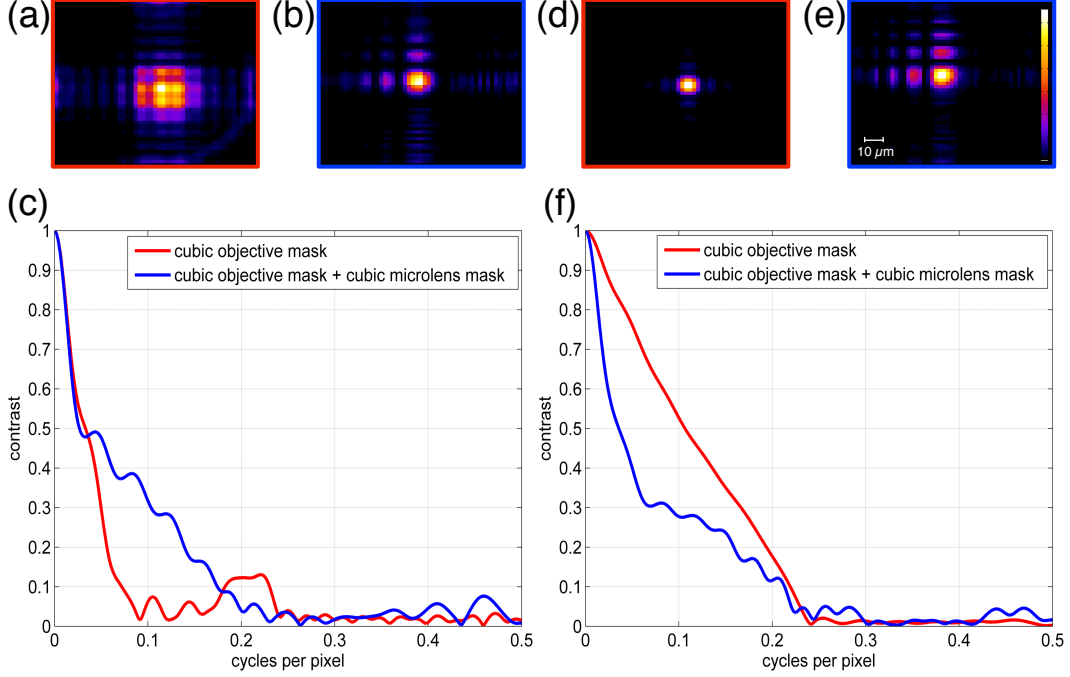 (a) (b) (d) (e)
10 µm
(c) (f)
1
0.9
0.8
0.7
0.6
0.5
0.4
0.3
0.2
0.1
0
contrast
cubic objective mask
cubic objective mask + cubic microlens mask
0 0.1 0.2 0.3 0.4 0.5
cycles per pixel
1
0.9
0.8
0.7
0.6
0.5
0.4
0.3
0.2
0.1
0
contrast
cubic objective mask
cubic objective mask + cubic microlens mask
0 0.1 0.2 0.3 0.4 0.5
cycles per pixel